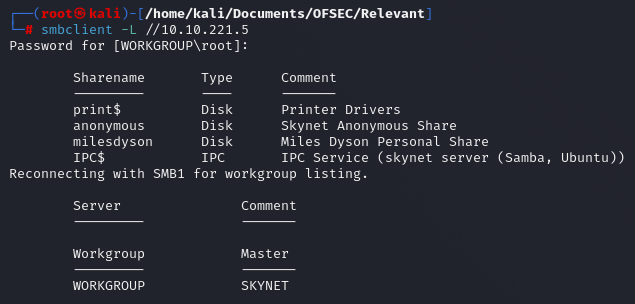 ┌──(root㉿kali)-[/home/kali/Documents/OFSEC/Relevant]
└─# smbclient -L //10.10.221.5
Password for [WORKGROUP\root]:

        Sharename       Type      Comment
        ---------       ----      -------
        print$          Disk      Printer Drivers
        anonymous       Disk      Skynet Anonymous Share
        milesdyson      Disk      Miles Dyson Personal Share
        IPC$            IPC       IPC Service (skynet server (Samba, Ubuntu))
Reconnecting with SMB1 for workgroup listing.

        Server               Comment
        ---------            -------

        Workgroup            Master
        ---------            -------
        WORKGROUP            SKYNET